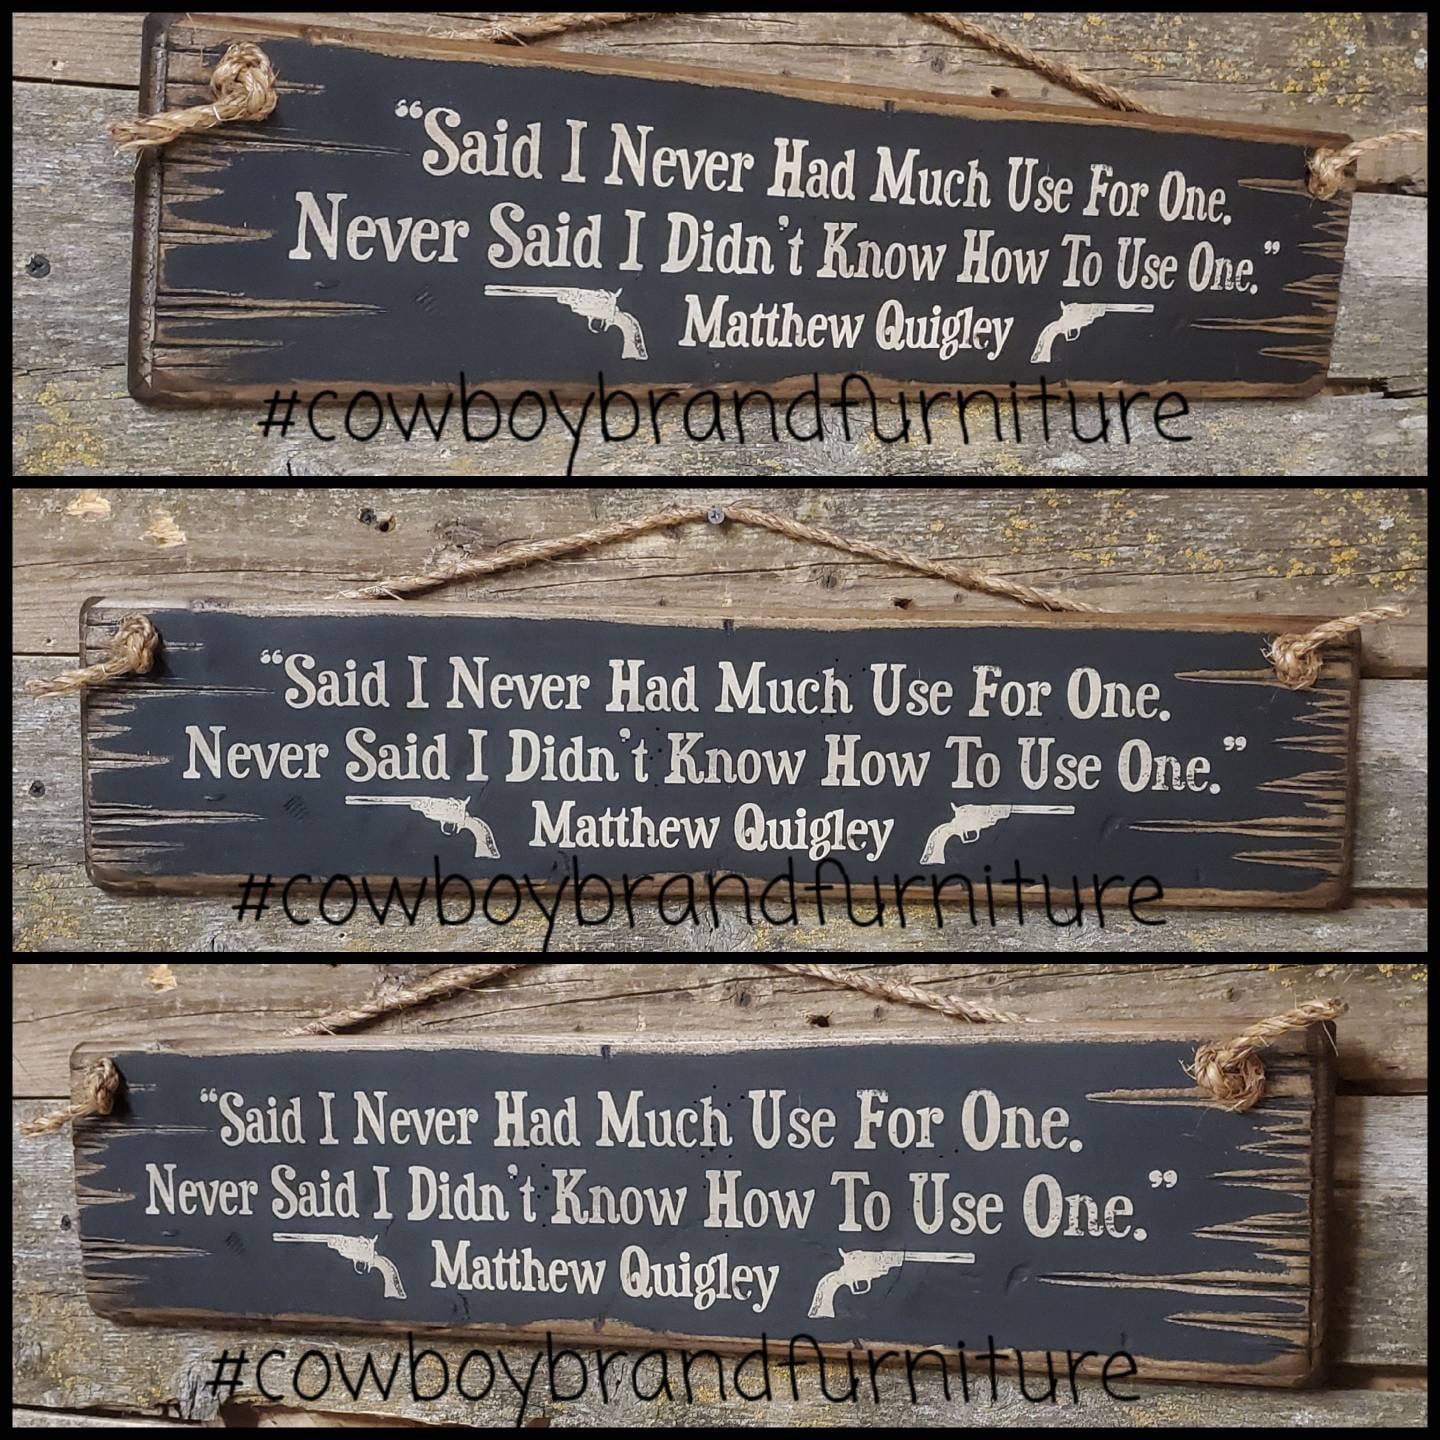 “Said I Never Had Much Use For One.
Never Said I Didn't Know How To Use One.”
Matthew Quigley
#cowboybrandfurniture
“Said I Never Had Much Use For One.
Never Said I Didn't Know How To Use One.”
Matthew Quigley
#cowboybrandfurniture
“Said I Never Had Much Use For One.
Never Said I Didn't Know How To Use One.”
Matthew Quigley
#cowboybrandfurniture